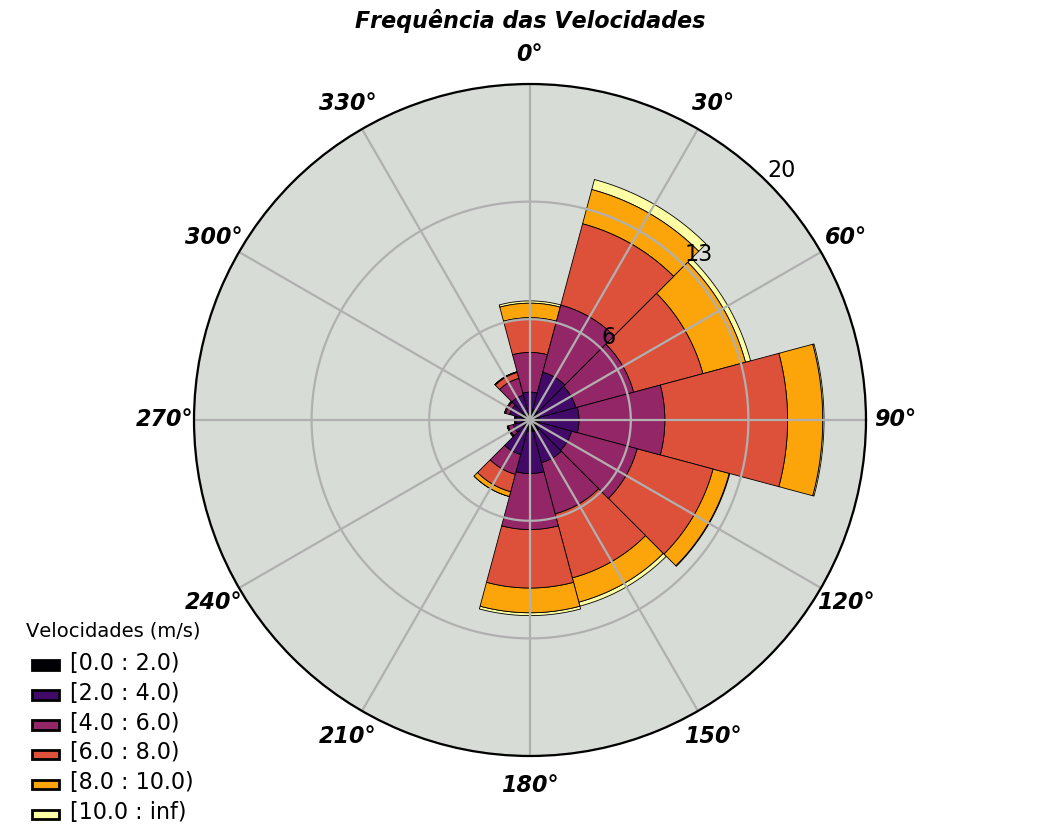 Frequência das Velocidades
0°
330°
30°
20
300°
60°
13
6
270°
90°
240°
120°
210°
150°
180°
Velocidades (m/s)
[0.0 : 2.0)
[2.0 : 4.0)
[4.0 : 6.0)
[6.0 : 8.0)
[8.0 : 10.0)
[10.0 : inf)